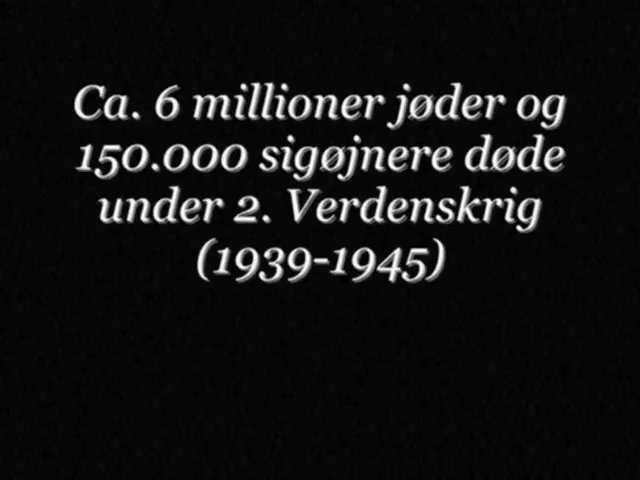 Ca. 6 millioner jøder og
150.000 sigøjnere døde
under 2. Verdenskrig
(1939-1945)